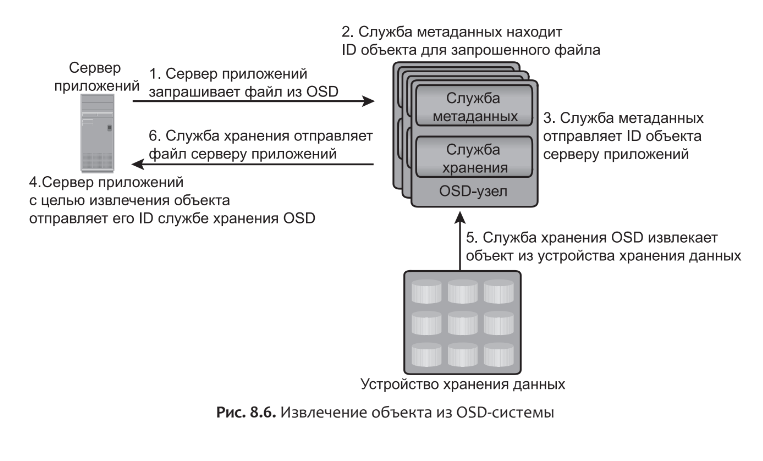 2. Служба метаданных находит
ID объекта для запрошенного файла
Сервер
приложений
1. Сервер приложений
запрашивает файл из OSD
Служба
метаданных
3. Служба метаданных
отправляет ID объекта
серверу приложений
6. Служба хранения отправляет
файл серверу приложений
Служба
хранения
OSD-узел
4.Сервер приложений
с целью извлечения объекта
отправляет его ID службе хранения OSD
5. Служба хранения OSD извлекает
объект из устройства хранения данных
Устройство хранения данных
Рис. 8.6. Извлечение объекта из OSD-системы